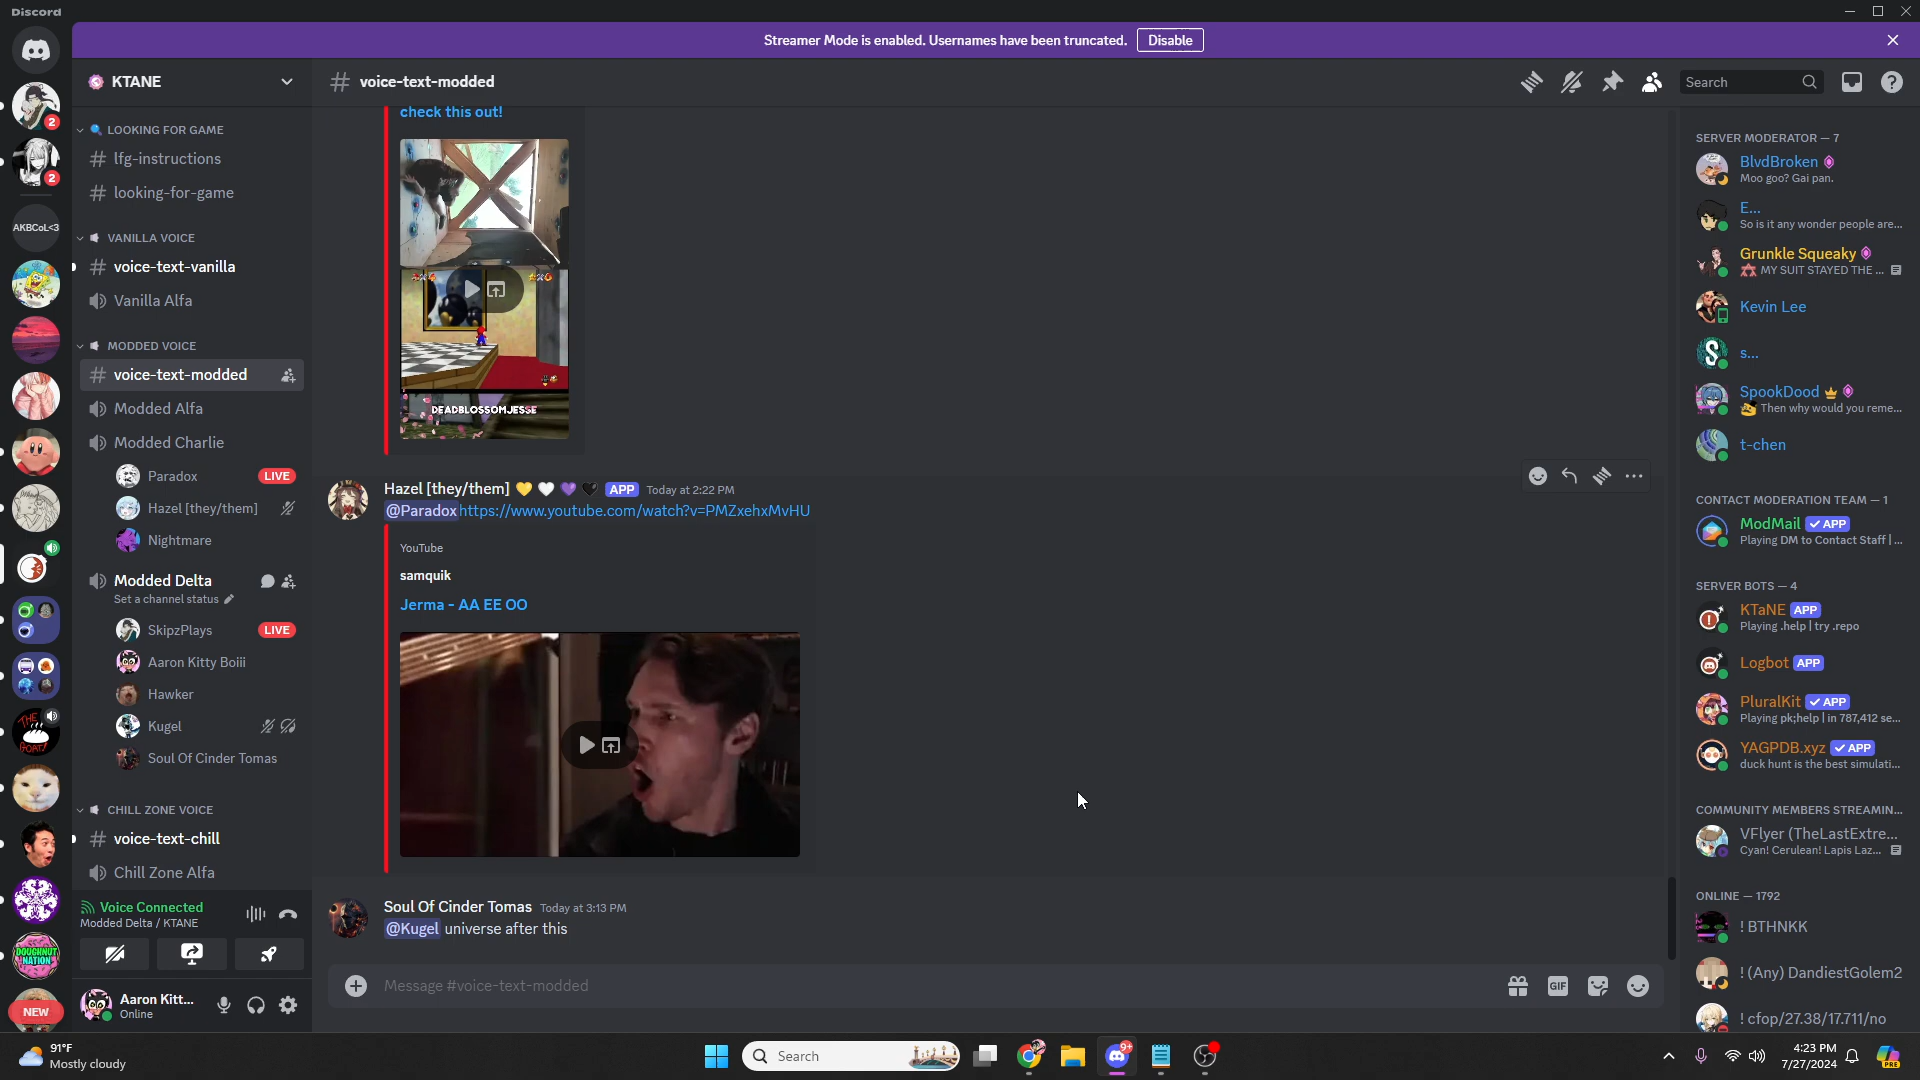 Discord
Streamer Mode is enabled. Usernames have been truncated.
Disable
KTANE
voice-text-modded
Search
2
2
AKBCoL<3
THE GOAT!
DOUGHNUT NATION
NEW
LOOKING FOR GAME
lfg-instructions
looking-for-game
VANILLA VOICE
voice-text-vanilla
Vanilla Alfa
MODDED VOICE
voice-text-modded
Modded Alfa
Modded Charlie
Paradox LIVE
Hazel [they/them]
Nightmare
Modded Delta
Set a channel status
SkipzPlays LIVE
Aaron Kitty Boiii
Hawker
Kugel
Soul Of Cinder Tomas
CHILL ZONE VOICE
voice-text-chill
Chill Zone Alfa
Voice Connected
Modded Delta / KTANE
Aaron Kitt...
Online
check this out!
DEADBLOSSOMJESSE
Hazel [they/them] APP Today at 2:22 PM
@Paradox https://www.youtube.com/watch?v=PMZxehxMvHU
YouTube
samquik
Jerma - AA EE OO
Soul Of Cinder Tomas Today at 3:13 PM
@Kugel universe after this
Message #voice-text-modded
GIF
SERVER MODERATOR — 7
BlvdBroken
Moo goo? Gai pan.
E...
So is it any wonder people are...
Grunkle Squeaky
MY SUIT STAYED THE ...
Kevin Lee
s...
SpookDood
Then why would you reme...
t-chen
CONTACT MODERATION TEAM — 1
ModMail APP
Playing DM to Contact Staff | ...
SERVER BOTS — 4
KTaNE APP
Playing .help | try .repo
Logbot APP
PluralKit APP
Playing pk;help | in 787,412 se...
YAGPDB.xyz APP
duck hunt is the best simulati...
COMMUNITY MEMBERS STREAMIN...
VFlyer (TheLastExtre...
Cyan! Cerulean! Lapis Laz...
ONLINE — 1792
! BTHNKK
! (Any) DandiestGolem2
! cfop/27.38/17.711/no
91°F
Mostly cloudy
Search
9+
4:23 PM
7/27/2024
PRE